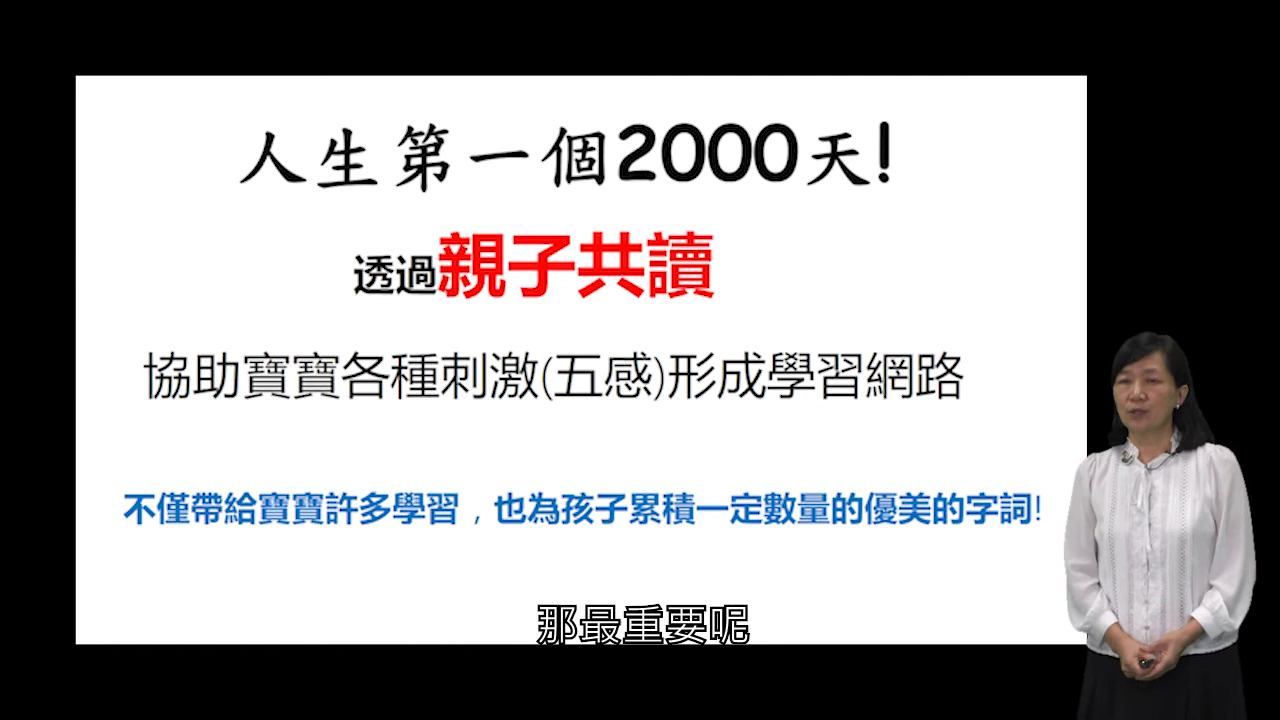 人生第一個2000天!
透過親子共讀
協助寶寶各種刺激(五感)形成學習網路
不僅帶給寶寶許多學習，也為孩子累積一定數量的優美的字詞!
那最重要呢